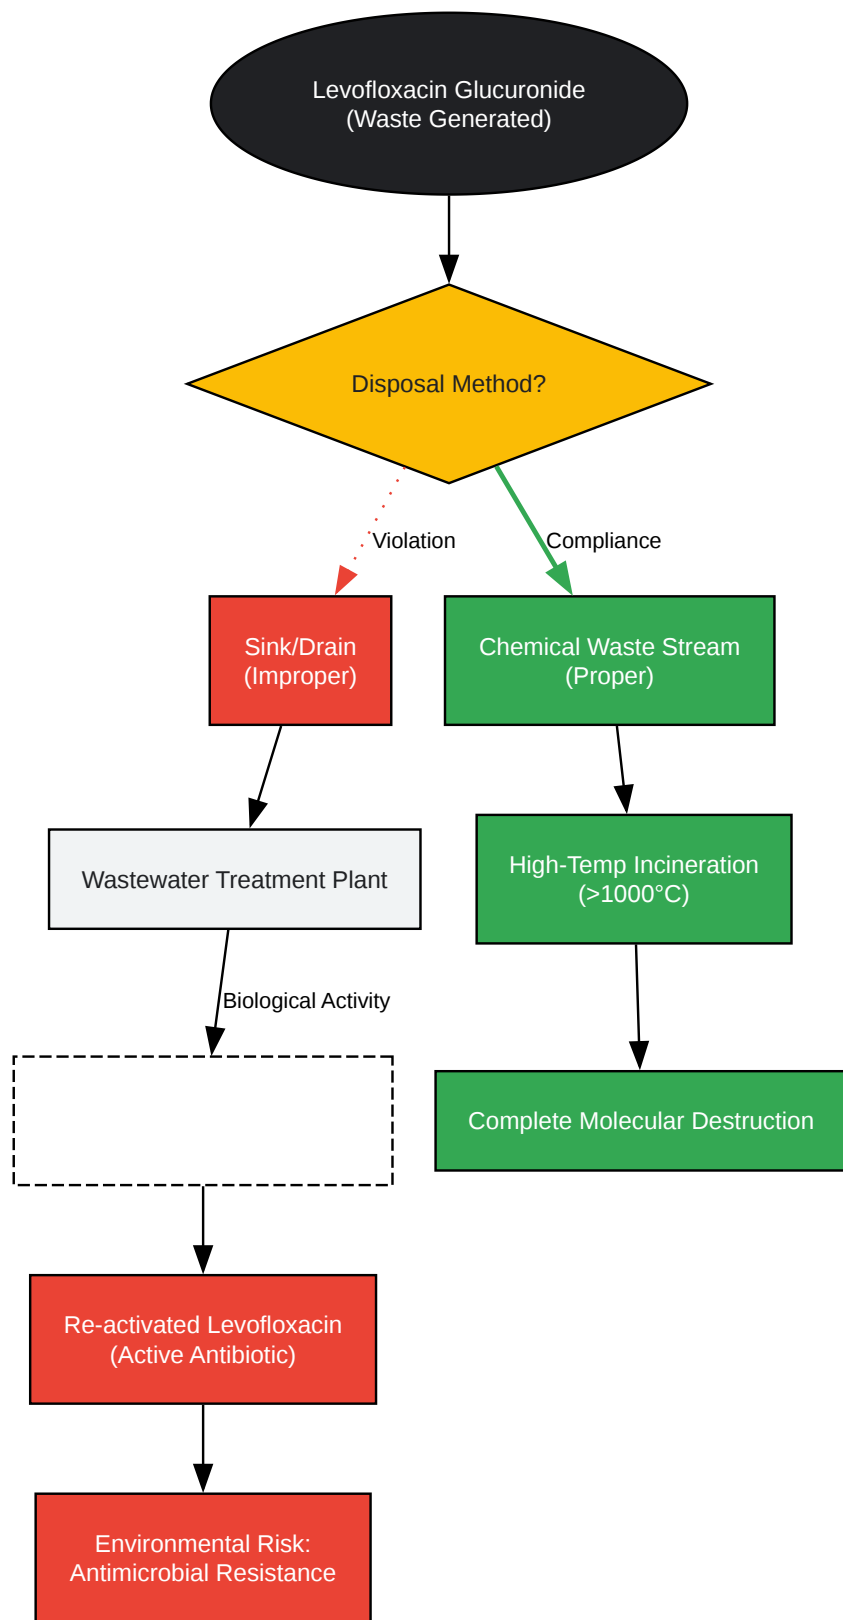 Levofloxacin Glucuronide
(Waste Generated)
Disposal Method?
Violation
Compliance
Sink/Drain
(Improper)
Chemical Waste Stream
(Proper)
Wastewater Treatment Plant
High-Temp Incineration
(>1000°C)
Biological Activity
Complete Molecular Destruction
Re-activated Levofloxacin
(Active Antibiotic)
Environmental Risk:
Antimicrobial Resistance